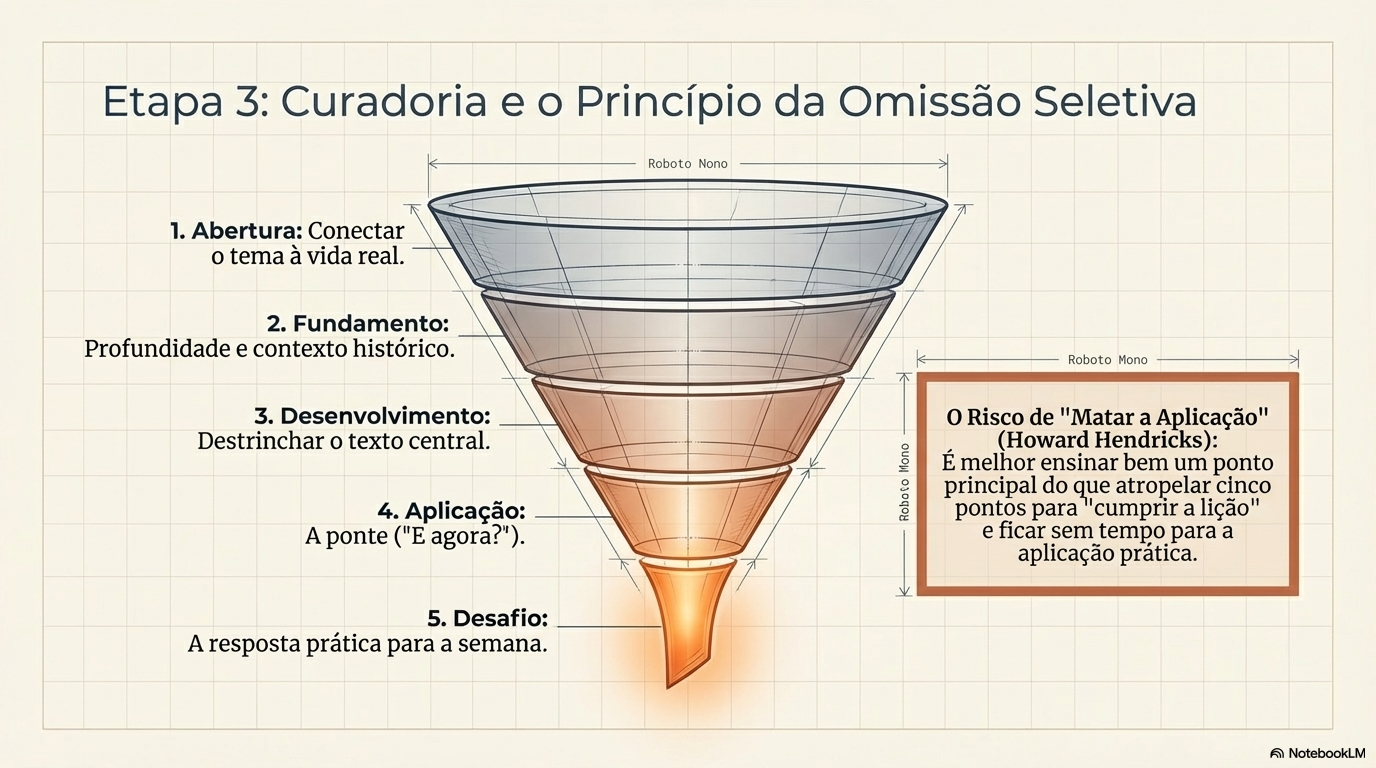 Etapa 3: Curadoria e o Princípio da Omissão Seletiva
Roboto Nono
1. Abertura: Conectar
o tema à vida real.
2. Fundamento:
Profundidade e contexto histórico.
3. Desenvolvimento:
Destrinchar o texto central.
4. Aplicação:
A ponte ("E agora?").
5. Desafio:
A resposta prática para a semana.
Roboto Mono
Roboto Mono
O Risco de "Matar a Aplicação"
(Howard Hendricks):
É melhor ensinar bem um ponto
principal do que atropelar cinco
pontos para "cumprir a lição"
e ficar sem tempo para a
aplicação prática.
NotebookLM